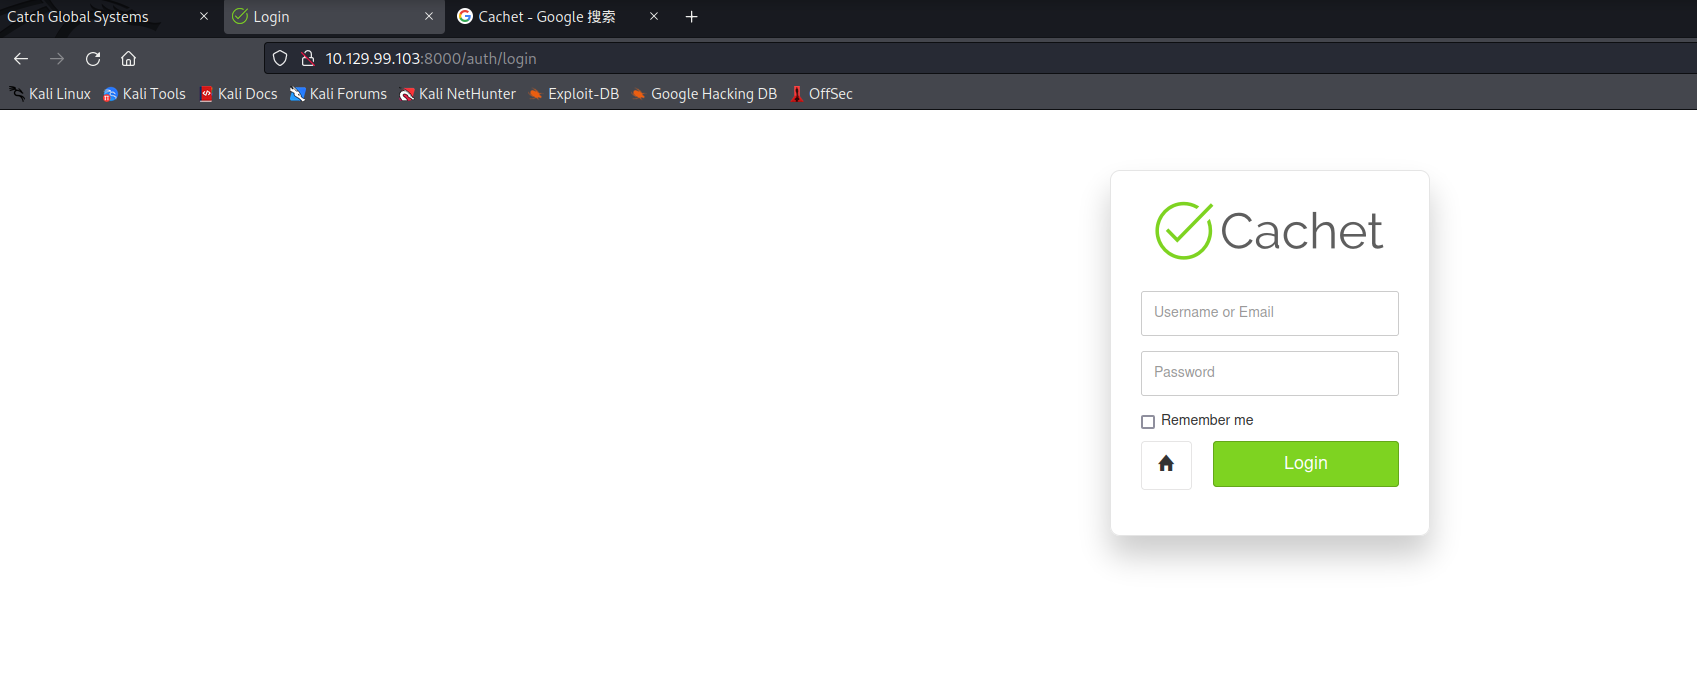 Catch Global Systems
Login
Cachet - Google 搜索
10.129.99.103:8000/auth/login
Kali Linux Kali Tools Kali Docs Kali Forums Kali NetHunter Exploit-DB Google Hacking DB OffSec
Cachet
Username or Email
Password
Remember me
Login